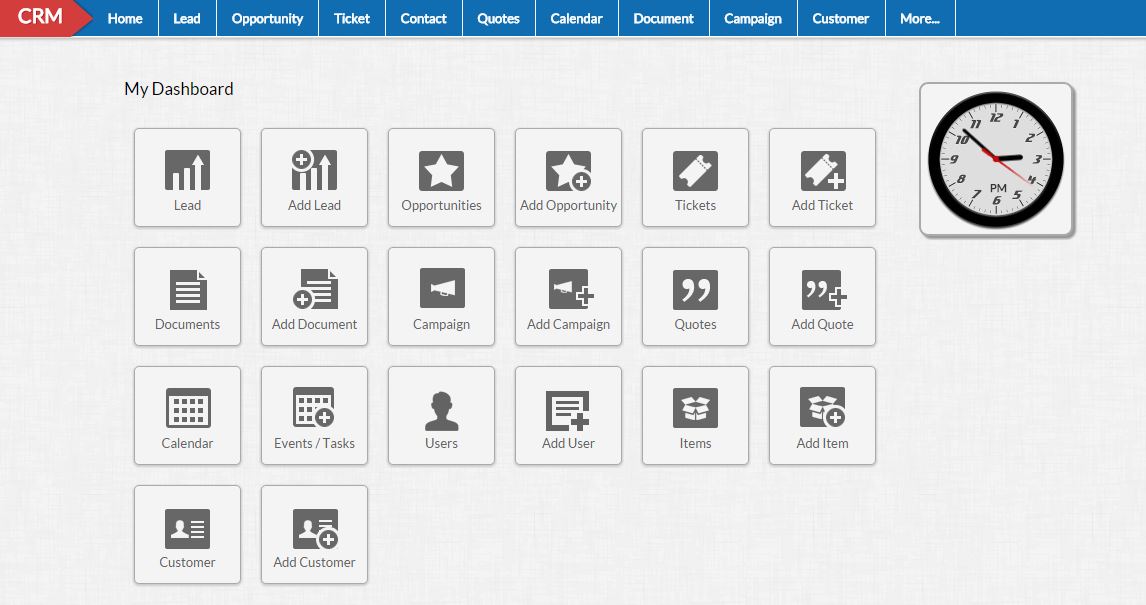 CRM Home Lead Opportunity Ticket Contact Quotes Calendar Document Campaign Customer More...
My Dashboard
12
11 1
10 2
9 3
8 4
PM
7 5
6
Lead Add Lead Opportunities Add Opportunity Tickets Add Ticket
Documents Add Document Campaign Add Campaign Quotes Add Quote
Calendar Events / Tasks Users Add User Items Add Item
Customer Add Customer